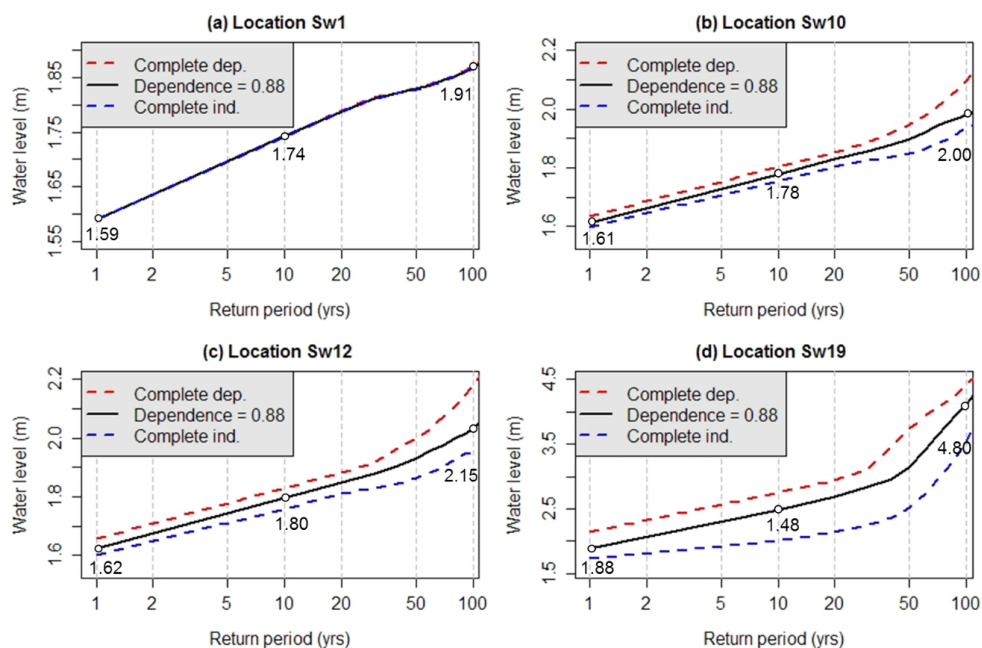 (a) Location Sw1
Water level (m)
1.85
1.75
1.65
1.55
Complete dep.
Dependence = 0.88
Complete ind.
1.59
1.74
1.91
1 2 5 10 20 50 100
Return period (yrs)
(b) Location Sw10
Water level (m)
2.2
2.0
1.8
1.6
Complete dep.
Dependence = 0.88
Complete ind.
1.61
1.78
2.00
1 2 5 10 20 50 100
Return period (yrs)
(c) Location Sw12
Water level (m)
2.2
2.0
1.8
1.6
Complete dep.
Dependence = 0.88
Complete ind.
1.62
1.80
2.15
1 2 5 10 20 50 100
Return period (yrs)
(d) Location Sw19
Water level (m)
4.5
3.5
2.5
1.5
Complete dep.
Dependence = 0.88
Complete ind.
1.88
1.48
4.80
1 2 5 10 20 50 100
Return period (yrs)